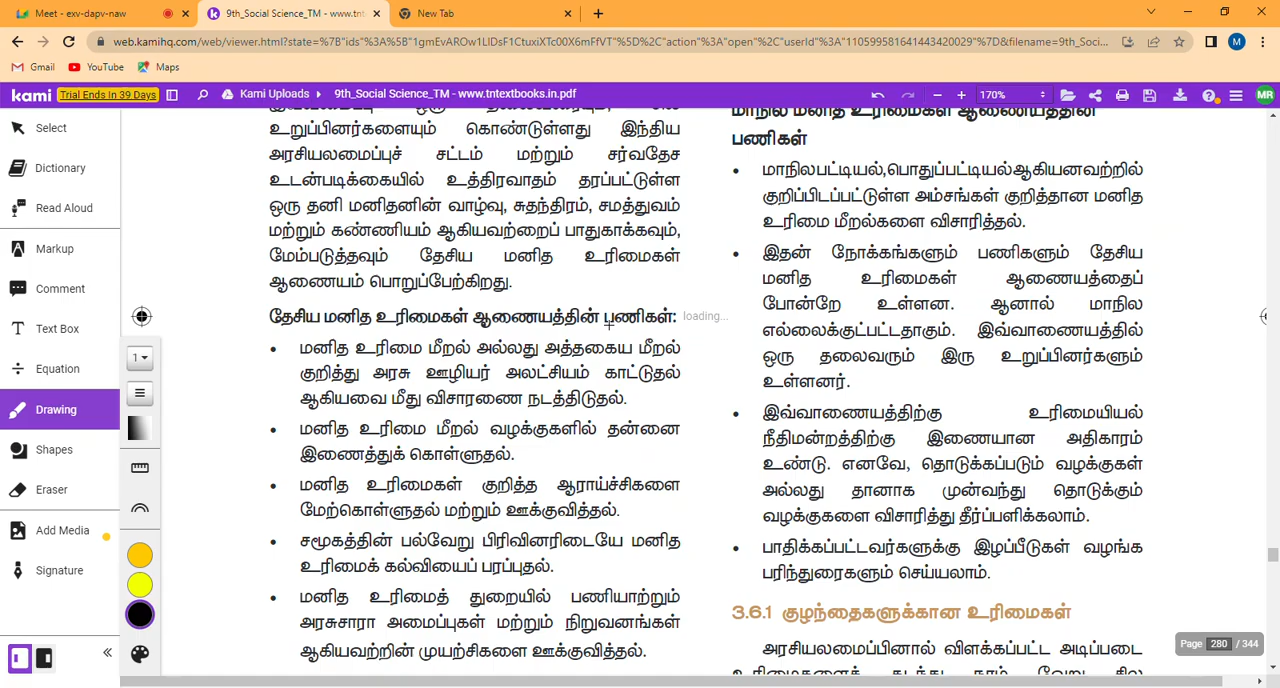 Meet - exv-dapv-naw
9th_Social Science_TM - www.tnt
New Tab
web.kamihq.com/web/viewer.html?state=%7B"ids"%3A%5B"1gmEvAROw1LIDsF1CtuxiXTc00X6mFfVT"%5D%2C"action"%3A"open"%2C"userId"%3A"110599581641443420029"%7D&filename=9th_Soci...
Gmail
YouTube
Maps
kami
Trial Ends In 39 Days
Kami Uploads
9th_Social Science_TM - www.tntextbooks.in.pdf
170%
MR
M
Select
Dictionary
Read Aloud
Markup
Comment
Text Box
Equation
Drawing
Shapes
Eraser
Add Media
Signature
1
உறுப்பினர்களையும் கொண்டுள்ளது இந்திய
அரசியலமைப்புச் சட்டம் மற்றும் சர்வதேச
உடன்படிக்கையில் உத்திரவாதம் தரப்பட்டுள்ள
ஒரு தனி மனிதனின் வாழ்வு, சுதந்திரம், சமத்துவம்
மற்றும் கண்ணியம் ஆகியவற்றைப் பாதுகாக்கவும்,
மேம்படுத்தவும் தேசிய மனித உரிமைகள்
ஆணையம் பொறுப்பேற்கிறது.
தேசிய மனித உரிமைகள் ஆணையத்தின் பணிகள்:
loading...
• மனித உரிமை மீறல் அல்லது அத்தகைய மீறல்
குறித்து அரசு ஊழியர் அலட்சியம் காட்டுதல்
ஆகியவை மீது விசாரணை நடத்திடுதல்.
• மனித உரிமை மீறல் வழக்குகளில் தன்னை
இணைத்துக் கொள்ளுதல்.
• மனித உரிமைகள் குறித்த ஆராய்ச்சிகளை
மேற்கொள்ளுதல் மற்றும் ஊக்குவித்தல்.
• சமூகத்தின் பல்வேறு பிரிவினரிடையே மனித
உரிமைக் கல்வியைப் பரப்புதல்.
• மனித உரிமைத் துறையில் பணியாற்றும்
அரசுசாரா அமைப்புகள் மற்றும் நிறுவனங்கள்
ஆகியவற்றின் முயற்சிகளை ஊக்குவித்தல்.
மாநில மனித உரிமைகள் ஆணையத்தின்
பணிகள்
• மாநிலபட்டியல்,பொதுப்பட்டியல்ஆகியனவற்றில்
குறிப்பிடப்பட்டுள்ள அம்சங்கள் குறித்தான மனித
உரிமை மீறல்களை விசாரித்தல்.
• இதன் நோக்கங்களும் பணிகளும் தேசிய
மனித உரிமைகள் ஆணையத்தைப்
போன்றே உள்ளன. ஆனால் மாநில
எல்லைக்குட்பட்டதாகும். இவ்வாணையத்தில்
ஒரு தலைவரும் இரு உறுப்பினர்களும்
உள்ளனர்.
• இவ்வாணையத்திற்கு உரிமையியல்
நீதிமன்றத்திற்கு இணையான அதிகாரம்
உண்டு. எனவே, தொடுக்கப்படும் வழக்குகள்
அல்லது தானாக முன்வந்து தொடுக்கும்
வழக்குகளை விசாரித்து தீர்ப்பளிக்கலாம்.
• பாதிக்கப்பட்டவர்களுக்கு இழப்பீடுகள் வழங்க
பரிந்துரைகளும் செய்யலாம்.
3.6.1 குழந்தைகளுக்கான உரிமைகள்
அரசியலமைப்பினால் விளக்கப்பட்ட அடிப்படை
Page 280 / 344